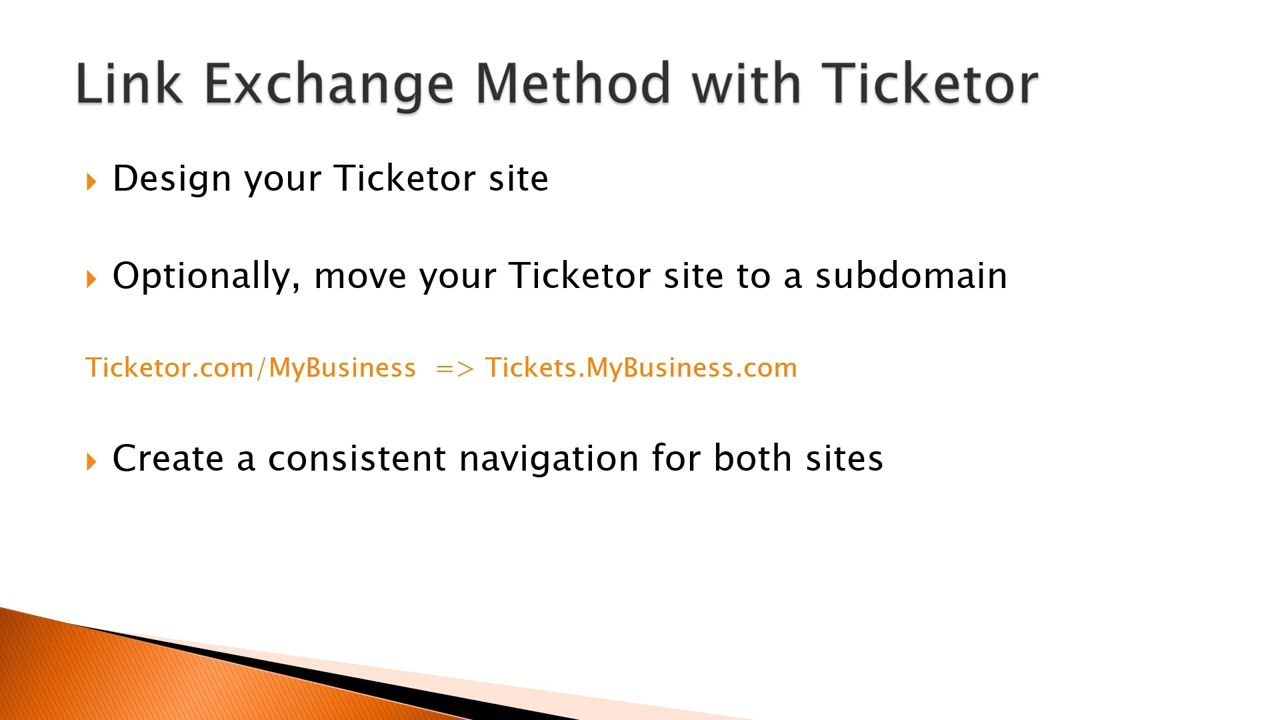 Link Exchange Method with Ticketor
Design your Ticketor site
Optionally, move your Ticketor site to a subdomain
Ticketor.com/MyBusiness => Tickets.MyBusiness.com
Create a consistent navigation for both sites